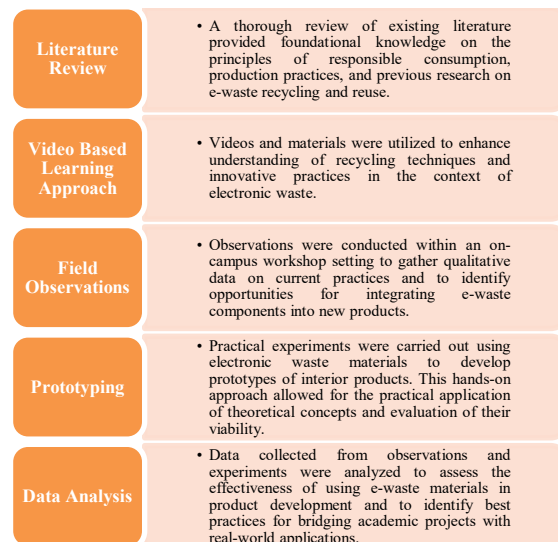 Literature
Review
• A thorough review of existing literature
provided foundational knowledge on the
principles of responsible consumption,
production practices, and previous research on
e-waste recycling and reuse.
Video Based
Learning
Approach
• Videos and materials were utilized to enhance
understanding of recycling techniques and
innovative practices in the context of
electronic waste.
Field
Observations
• Observations were conducted within an on-
campus workshop setting to gather qualitative
data on current practices and to identify
opportunities for integrating e-waste
components into new products.
Prototyping
• Practical experiments were carried out using
electronic waste materials to develop
prototypes of interior products. This hands-on
approach allowed for the practical application
of theoretical concepts and evaluation of their
viability.
Data Analysis
• Data collected from observations and
experiments were analyzed to assess the
effectiveness of using e-waste materials in
product development and to identify best
practices for bridging academic projects with
real-world applications.